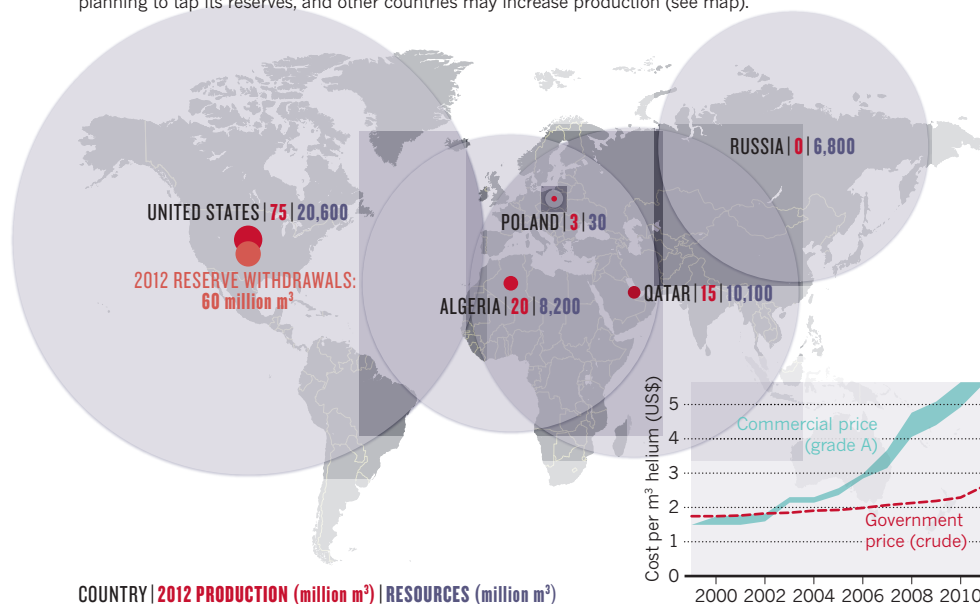 planning to tap its reserves, and other countries may increase production (see map).
RUSSIA | 0 | 6,800
UNITED STATES | 75 | 20,600
POLAND | 3 | 30
2012 RESERVE WITHDRAWALS:
60 million m³
ALGERIA | 20 | 8,200
QATAR | 15 | 10,100
Cost per m³ helium (US$)
5
4
3
2
1
0
Commercial price
(grade A)
Government
price (crude)
2000 2002 2004 2006 2008 2010
COUNTRY | 2012 PRODUCTION (million m³) | RESOURCES (million m³)